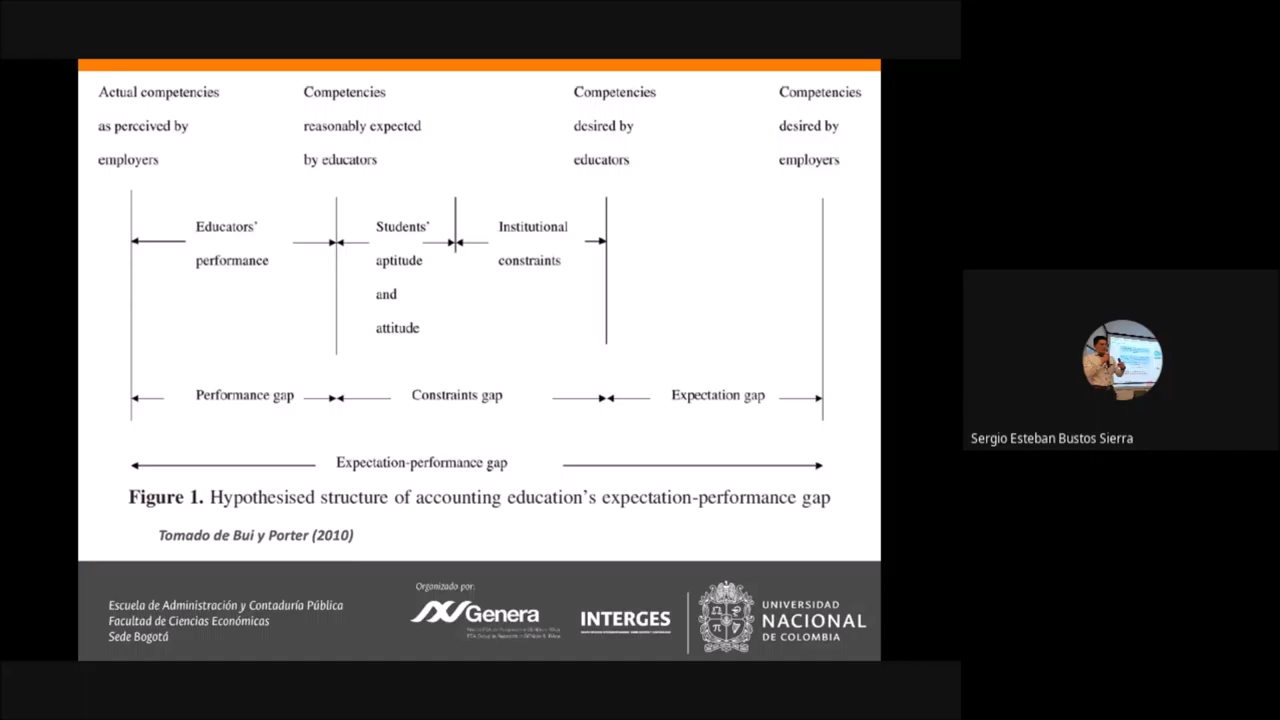 Actual competencies
as perceived by
employers
Competencies
reasonably expected
by educators
Competencies
desired by
educators
Competencies
desired by
employers
Educators'
performance
Students'
aptitude
and
attitude
Institutional
constraints
Performance gap
Constraints gap
Expectation gap
Expectation-performance gap
Figure 1. Hypothesised structure of accounting education's expectation-performance gap
Tomado de Bui y Porter (2010)
Escuela de Administración y Contaduría Pública
Facultad de Ciencias Económicas
Sede Bogotá
Organizado por:
Genera
INTERGES
UNIVERSIDAD
NACIONAL
DE COLOMBIA
Sergio Esteban Bustos Sierra